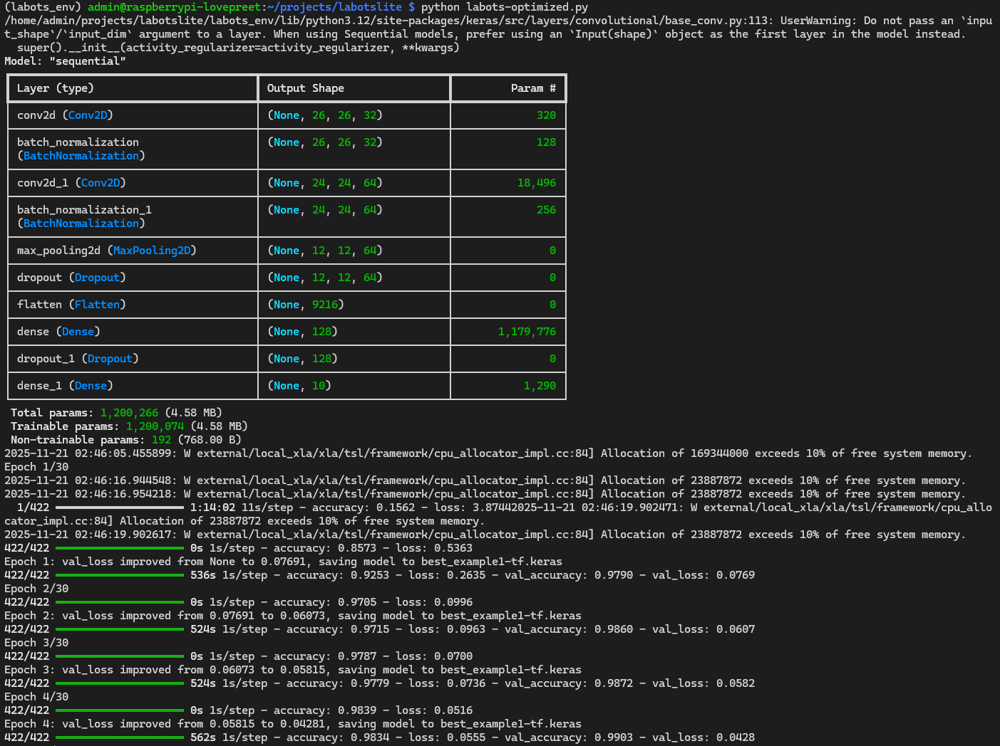 (labots_env) admin@raspberrypi-lovepreet:~/projects/labotslite $ python labots-optimized.py
/home/admin/projects/labotslite/labots_env/lib/python3.12/site-packages/keras/src/layers/convolutional/base_conv.py:113: UserWarning: Do not pass an `inpu
t_shape`/`input_dim` argument to a layer. When using Sequential models, prefer using an `Input(shape)` object as the first layer in the model instead.
  super().__init__(activity_regularizer=activity_regularizer, **kwargs)
Model: "sequential"
Layer (type) Output Shape Param #
conv2d (Conv2D) (None, 26, 26, 32) 320
batch_normalization (None, 26, 26, 32) 128
(BatchNormalization)
conv2d_1 (Conv2D) (None, 24, 24, 64) 18,496
batch_normalization_1 (None, 24, 24, 64) 256
(BatchNormalization)
max_pooling2d (MaxPooling2D) (None, 12, 12, 64) 0
dropout (Dropout) (None, 12, 12, 64) 0
flatten (Flatten) (None, 9216) 0
dense (Dense) (None, 128) 1,179,776
dropout_1 (Dropout) (None, 128) 0
dense_1 (Dense) (None, 10) 1,290
Total params: 1,200,266 (4.58 MB)
Trainable params: 1,200,074 (4.58 MB)
Non-trainable params: 192 (768.00 B)
2025-11-21 02:46:05.455899: W external/local_xla/xla/tsl/framework/cpu_allocator_impl.cc:84] Allocation of 169344000 exceeds 10% of free system memory.
Epoch 1/30
2025-11-21 02:46:16.944548: W external/local_xla/xla/tsl/framework/cpu_allocator_impl.cc:84] Allocation of 23887872 exceeds 10% of free system memory.
2025-11-21 02:46:16.954218: W external/local_xla/xla/tsl/framework/cpu_allocator_impl.cc:84] Allocation of 23887872 exceeds 10% of free system memory.
1/422 1:14:02 11s/step - accuracy: 0.1562 - loss: 3.87442025-11-21 02:46:19.902471: W external/local_xla/xla/tsl/framework/cpu_allo
cator_impl.cc:84] Allocation of 23887872 exceeds 10% of free system memory.
2025-11-21 02:46:19.902617: W external/local_xla/xla/tsl/framework/cpu_allocator_impl.cc:84] Allocation of 23887872 exceeds 10% of free system memory.
422/422 0s 1s/step - accuracy: 0.8573 - loss: 0.5363
Epoch 1: val_loss improved from None to 0.07691, saving model to best_example1-tf.keras
422/422 536s 1s/step - accuracy: 0.9253 - loss: 0.2635 - val_accuracy: 0.9790 - val_loss: 0.0769
Epoch 2/30
422/422 0s 1s/step - accuracy: 0.9705 - loss: 0.0996
Epoch 2: val_loss improved from 0.07691 to 0.06073, saving model to best_example1-tf.keras
422/422 524s 1s/step - accuracy: 0.9715 - loss: 0.0963 - val_accuracy: 0.9860 - val_loss: 0.0607
Epoch 3/30
422/422 0s 1s/step - accuracy: 0.9787 - loss: 0.0700
Epoch 3: val_loss improved from 0.06073 to 0.05815, saving model to best_example1-tf.keras
422/422 524s 1s/step - accuracy: 0.9779 - loss: 0.0736 - val_accuracy: 0.9872 - val_loss: 0.0582
Epoch 4/30
422/422 0s 1s/step - accuracy: 0.9839 - loss: 0.0516
Epoch 4: val_loss improved from 0.05815 to 0.04281, saving model to best_example1-tf.keras
422/422 562s 1s/step - accuracy: 0.9834 - loss: 0.0555 - val_accuracy: 0.9903 - val_loss: 0.0428